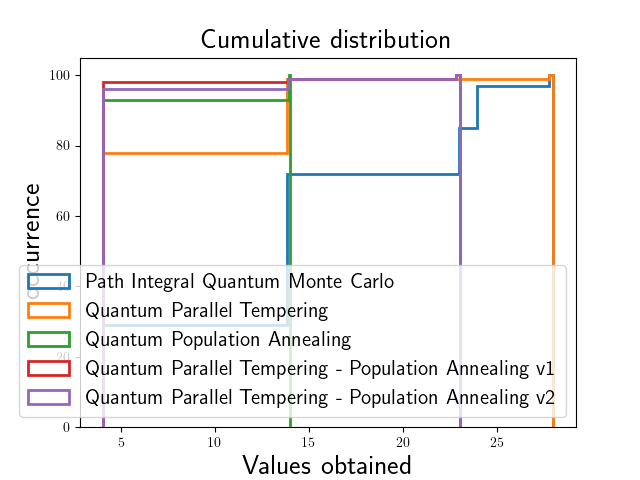 Cumulative distribution
100
80
60
40
20
0
occurrence
Path Integral Quantum Monte Carlo
Quantum Parallel Tempering
Quantum Population Annealing
Quantum Parallel Tempering - Population Annealing v1
Quantum Parallel Tempering - Population Annealing v2
5 10 15 20 25
Values obtained